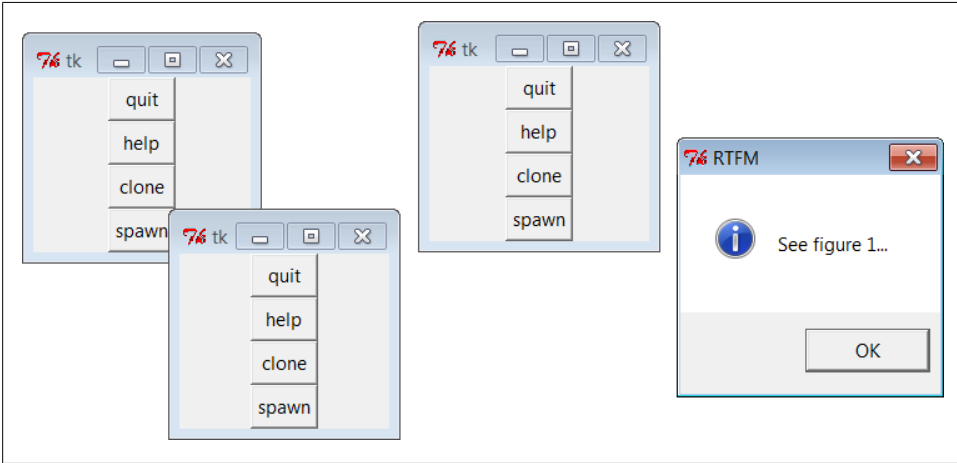 tk
quit
help
clone
spawn
tk
quit
help
clone
spawn
tk
quit
help
clone
spawn
RTFM
See figure 1...
OK